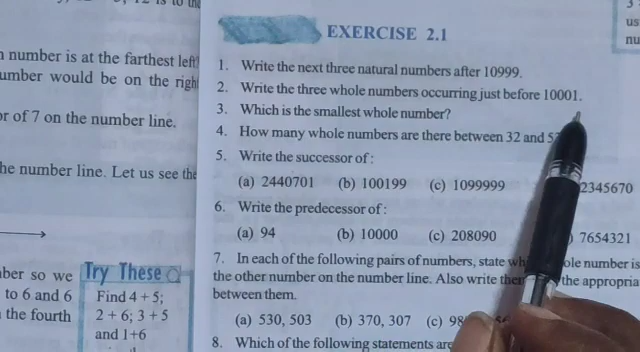 EXERCISE 2.1
1. Write the next three natural numbers after 10999.
2. Write the three whole numbers occurring just before 10001.
3. Which is the smallest whole number?
4. How many whole numbers are there between 32 and
5. Write the successor of :
(a) 2440701 (b) 100199 (c) 1099999 2345670
6. Write the predecessor of :
(a) 94 (b) 10000 (c) 208090 7654321
7. In each of the following pairs of numbers, state number is
the other number on the number line. Also write the appropria
between them.
(a) 530, 503 (b) 370, 307 (c)
8. Which of the following statements are
number is at the farthest left
umber would be on the righ
or of 7 on the number line.
he number line. Let us see the
ber so we
to 6 and 6
the fourth
Try These
Find 4 + 5;
2 + 6; 3 + 5
and 1+6
us
nu